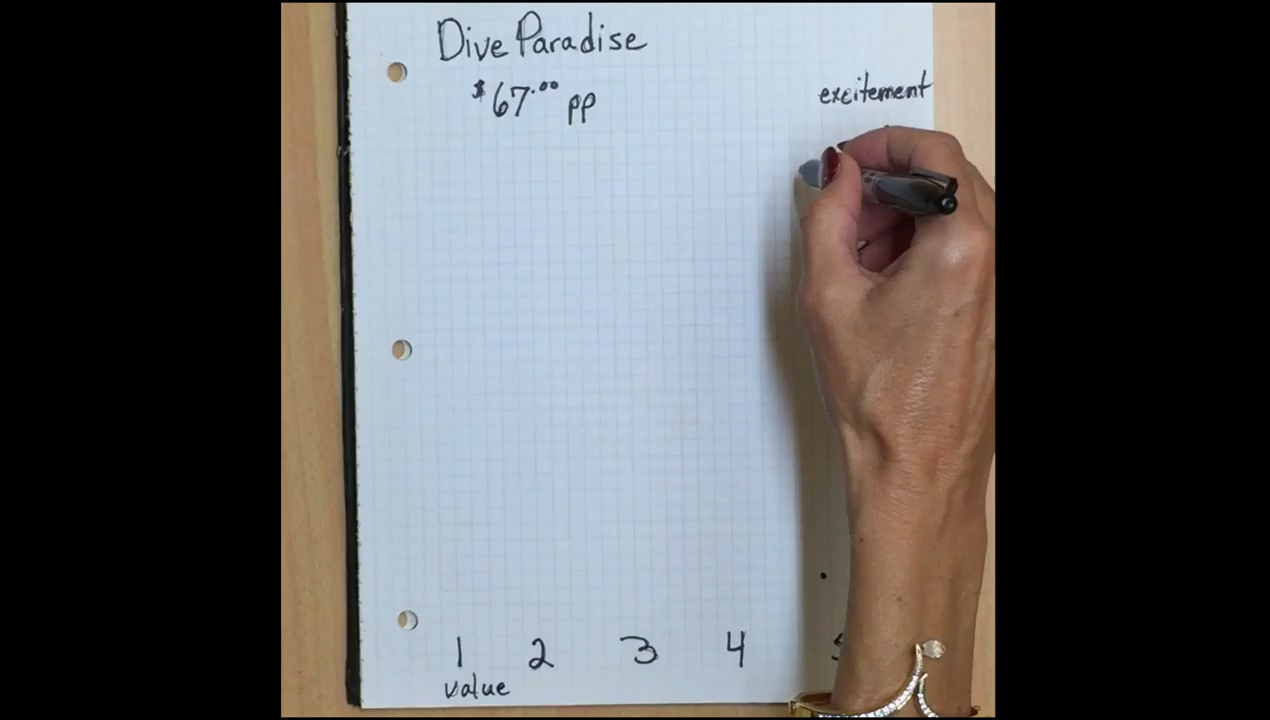 Dive Paradise
$67.00 pp
excitement
1 2 3 4
value